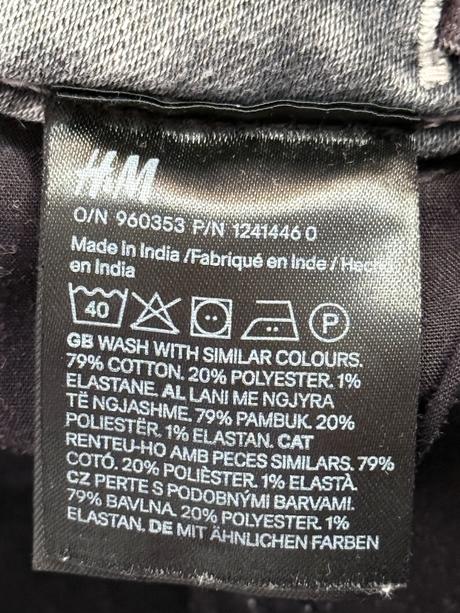 H&M
O/N 960353 P/N 1241446 0
Made in India /Fabriqué en Inde / Hecho
en India
40 P
GB WASH WITH SIMILAR COLOURS.
79% COTTON. 20% POLYESTER. 1%
ELASTANE. AL LANI ME NGJYRA
TË NGJASHME. 79% PAMBUK. 20%
POLIESTËR. 1% ELASTAN. CAT
RENTEU-HO AMB PECES SIMILARS. 79%
COTÓ. 20% POLIÈSTER. 1% ELASTÀ.
CZ PERTE S PODOBNÝMI BARVAMI.
79% BAVLNA. 20% POLYESTER. 1%
ELASTAN. DE MIT ÄHNLICHEN FARBEN